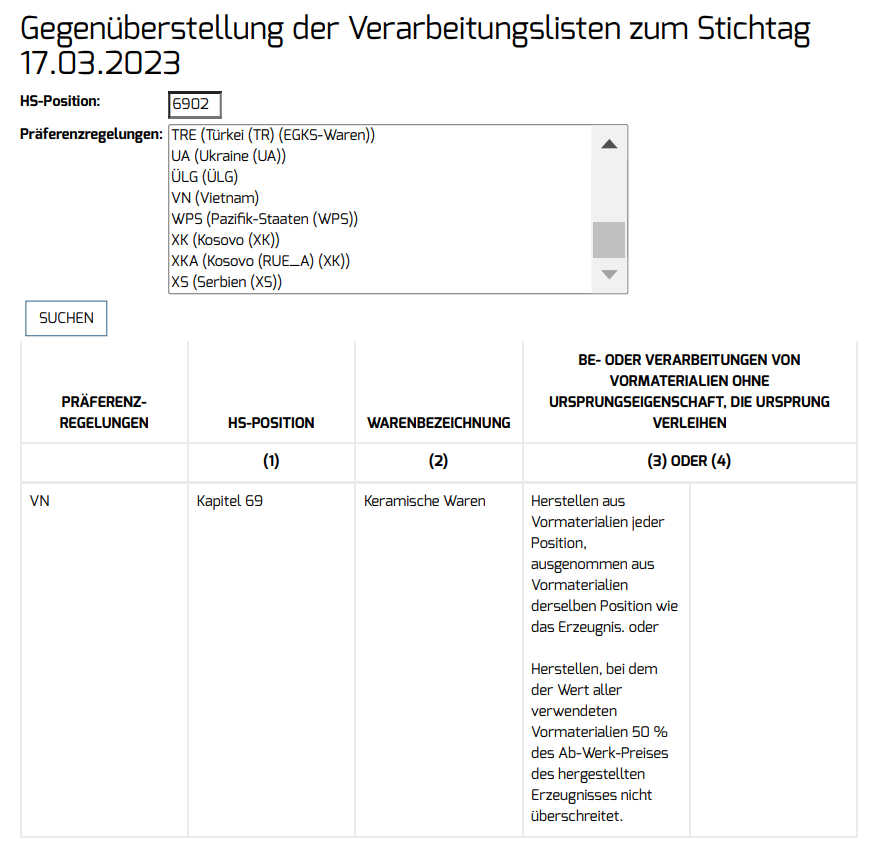 Gegenüberstellung der Verarbeitungslisten zum Stichtag
17.03.2023
HS-Position:
6902
Präferenzregelungen:
TRE (Türkei (TR) (EGKS-Waren))
UA (Ukraine (UA))
ÜLG (ÜLG)
VN (Vietnam)
WPS (Pazifik-Staaten (WPS))
XK (Kosovo (XK))
XKA (Kosovo (RUE_A) (XK))
XS (Serbien (XS))
SUCHEN
PRÄFERENZ-
REGELUNGEN
HS-POSITION
WARENBEZEICHNUNG
BE- ODER VERARBEITUNGEN VON
VORMATERIALIEN OHNE
URSPRUNGSEIGENSCHAFT, DIE URSPRUNG
VERLEIHEN
(1)
(2)
(3) ODER (4)
VN
Kapitel 69
Keramische Waren
Herstellen aus
Vormaterialien jeder
Position,
ausgenommen aus
Vormaterialien
derselben Position wie
das Erzeugnis. oder
Herstellen, bei dem
der Wert aller
verwendeten
Vormaterialien 50 %
des Ab-Werk-Preises
des hergestellten
Erzeugnisses nicht
überschreitet.